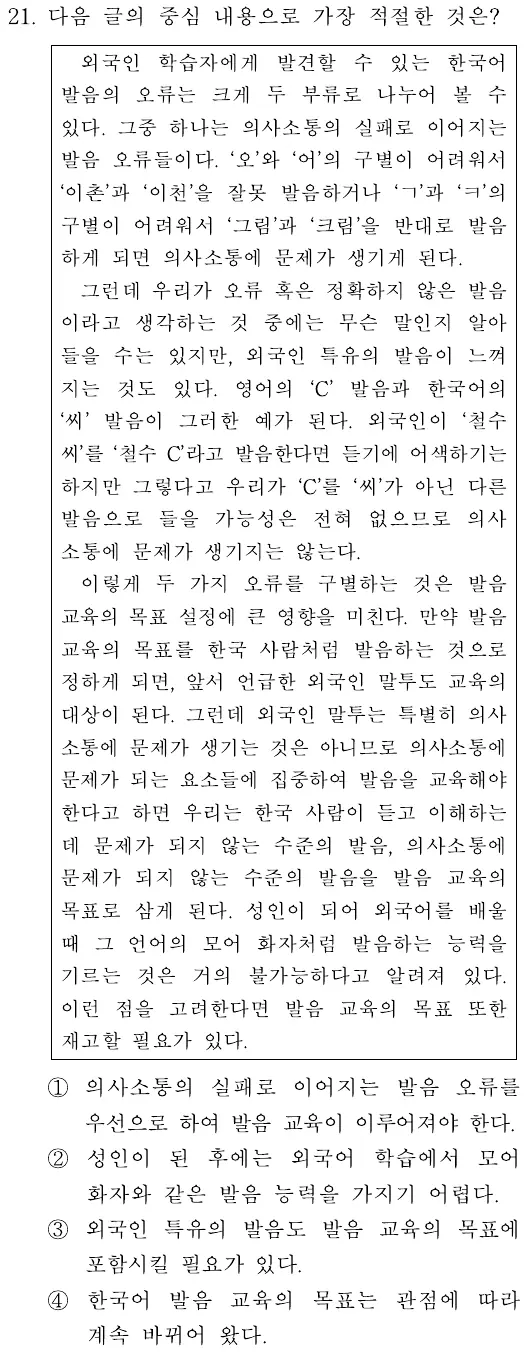 21. 다음 글의 중심 내용으로 가장 적절한 것은?
외국인 학습자에게 발견할 수 있는 한국어
발음의 오류는 크게 두 부류로 나누어 볼 수
있다. 그중 하나는 의사소통의 실패로 이어지는
발음 오류들이다. ‘오’와 ‘어’의 구별이 어려워서
‘이촌’과 ‘이천’을 잘못 발음하거나 ‘ㄱ’과 ‘ㅋ’의
구별이 어려워서 ‘그림’과 ‘크림’을 반대로 발음
하게 되면 의사소통에 문제가 생기게 된다.
그런데 우리가 오류 혹은 정확하지 않은 발음
이라고 생각하는 것 중에는 무슨 말인지 알아
들을 수는 있지만, 외국인 특유의 발음이 느껴
지는 것도 있다. 영어의 ‘C’ 발음과 한국어의
‘씨’ 발음이 그러한 예가 된다. 외국인이 ‘철수
씨’를 ‘철수 C’라고 발음한다면 듣기에 어색하기는
하지만 그렇다고 우리가 ‘C’를 ‘씨’가 아닌 다른
발음으로 들을 가능성은 전혀 없으므로 의사
소통에 문제가 생기지는 않는다.
이렇게 두 가지 오류를 구별하는 것은 발음
교육의 목표 설정에 큰 영향을 미친다. 만약 발음
교육의 목표를 한국 사람처럼 발음하는 것으로
정하게 되면, 앞서 언급한 외국인 말투도 교육의
대상이 된다. 그런데 외국인 말투는 특별히 의사
소통에 문제가 생기는 것은 아니므로 의사소통에
문제가 되는 요소들에 집중하여 발음을 교육해야
한다고 하면 우리는 한국 사람이 듣고 이해하는
데 문제가 되지 않는 수준의 발음, 의사소통에
문제가 되지 않는 수준의 발음을 발음 교육의
목표로 삼게 된다. 성인이 되어 외국어를 배울
때 그 언어의 모어 화자처럼 발음하는 능력을
기르는 것은 거의 불가능하다고 알려져 있다.
이런 점을 고려한다면 발음 교육의 목표 또한
재고할 필요가 있다.
① 의사소통의 실패로 이어지는 발음 오류를
우선으로 하여 발음 교육이 이루어져야 한다.
② 성인이 된 후에는 외국어 학습에서 모어
화자와 같은 발음 능력을 가지기 어렵다.
③ 외국인 특유의 발음도 발음 교육의 목표에
포함시킬 필요가 있다.
④ 한국어 발음 교육의 목표는 관점에 따라
계속 바뀌어 왔다.